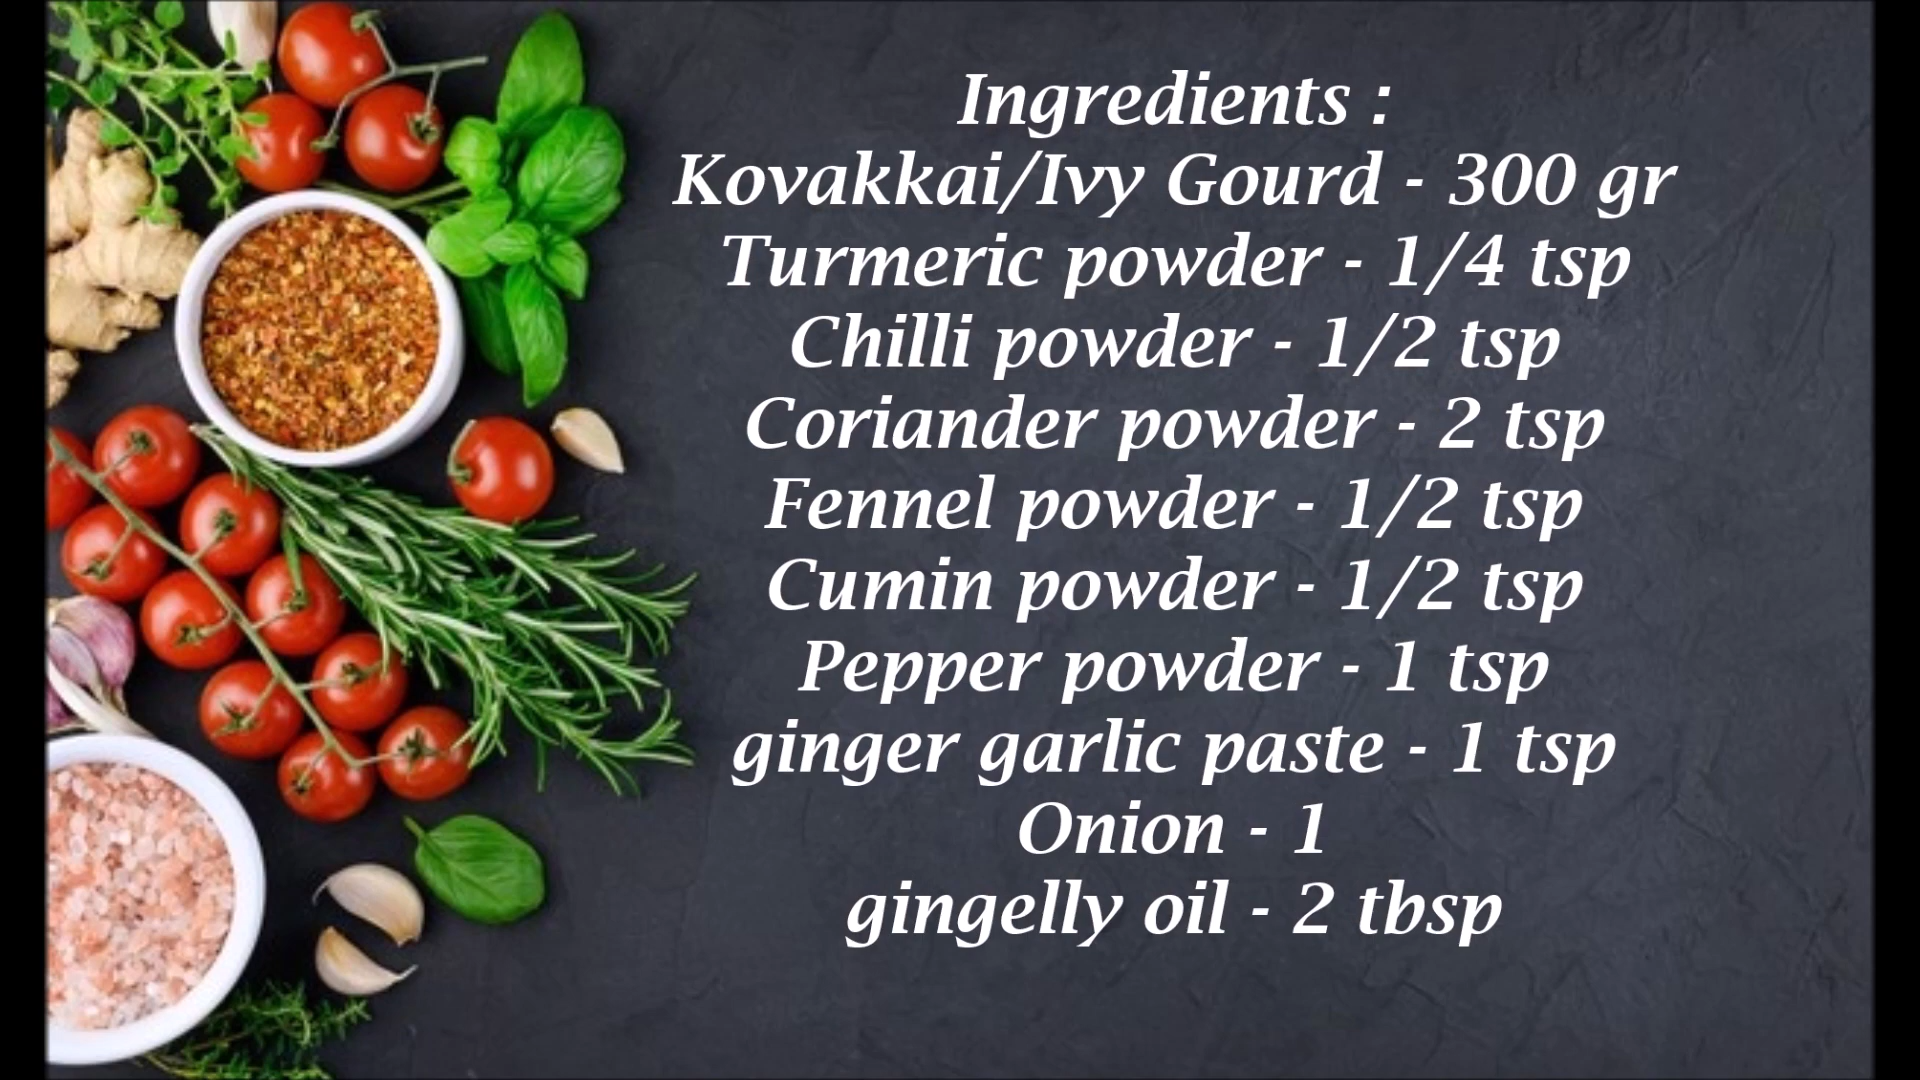 Ingredients :
Kovakkai/Ivy Gourd - 300 gr
Turmeric powder - 1/4 tsp
Chilli powder - 1/2 tsp
Coriander powder - 2 tsp
Fennel powder - 1/2 tsp
Cumin powder - 1/2 tsp
Pepper powder - 1 tsp
ginger garlic paste - 1 tsp
Onion - 1
gingelly oil - 2 tbsp